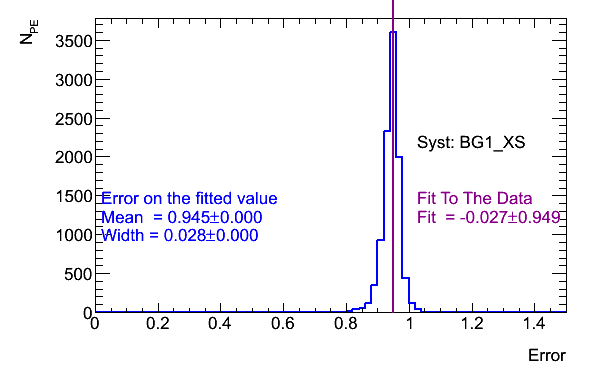 N_PE
3500
3000
2500
2000
1500
1000
500
0
Syst: BG1_XS
Error on the fitted value
Mean = 0.945±0.000
Width = 0.028±0.000
Fit To The Data
Fit = -0.027±0.949
0 0.2 0.4 0.6 0.8 1 1.2 1.4
Error